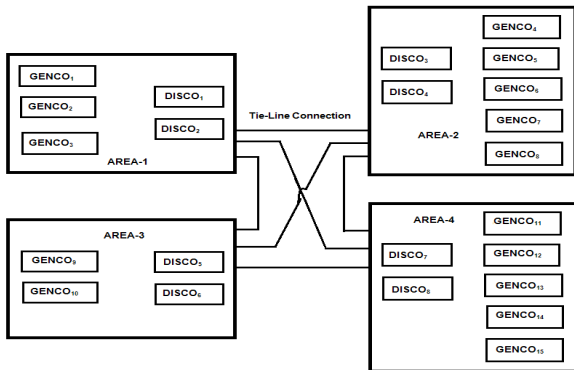 GENCO₁
GENCO₂
GENCO₃
DISCO₁
DISCO₂
AREA-1
Tie-Line Connection
GENCO₄
DISCO₃
GENCO₅
DISCO₄
GENCO₆
GENCO₇
AREA-2
GENCO₈
AREA-3
GENCO₉
DISCO₅
GENCO₁₀
DISCO₆
AREA-4
GENCO₁₁
DISCO₇
GENCO₁₂
DISCO₈
GENCO₁₃
GENCO₁₄
GENCO₁₅